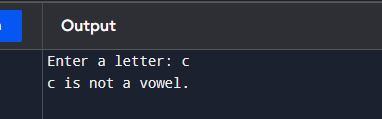 Output
Enter a letter: c
c is not a vowel.